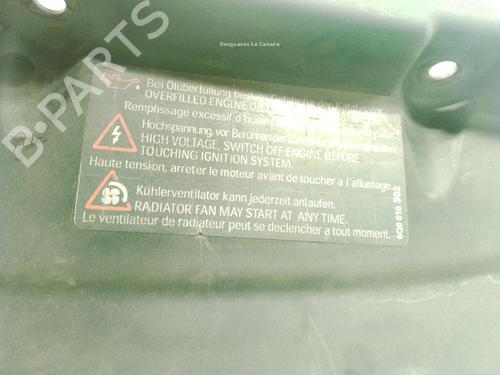 Desguaces La Cabaña
B-PARTS
Bei Ölüberfüllung
OVERFILLED ENGINE OIL
Remplissage excessif d'huile
Hochspannung, vor Berühren der
HIGH VOLTAGE, SWITCH OFF ENGINE BEFORE
TOUCHING IGNITION SYSTEM.
Haute tension, arreter le moteur avant de toucher a l'allumage.
Kühlerventilator kann jederzeit anlaufen.
RADIATOR FAN MAY START AT ANY TIME.
Le ventilateur de radiateur peut se declencher a tout moment.
6Q0 010 302